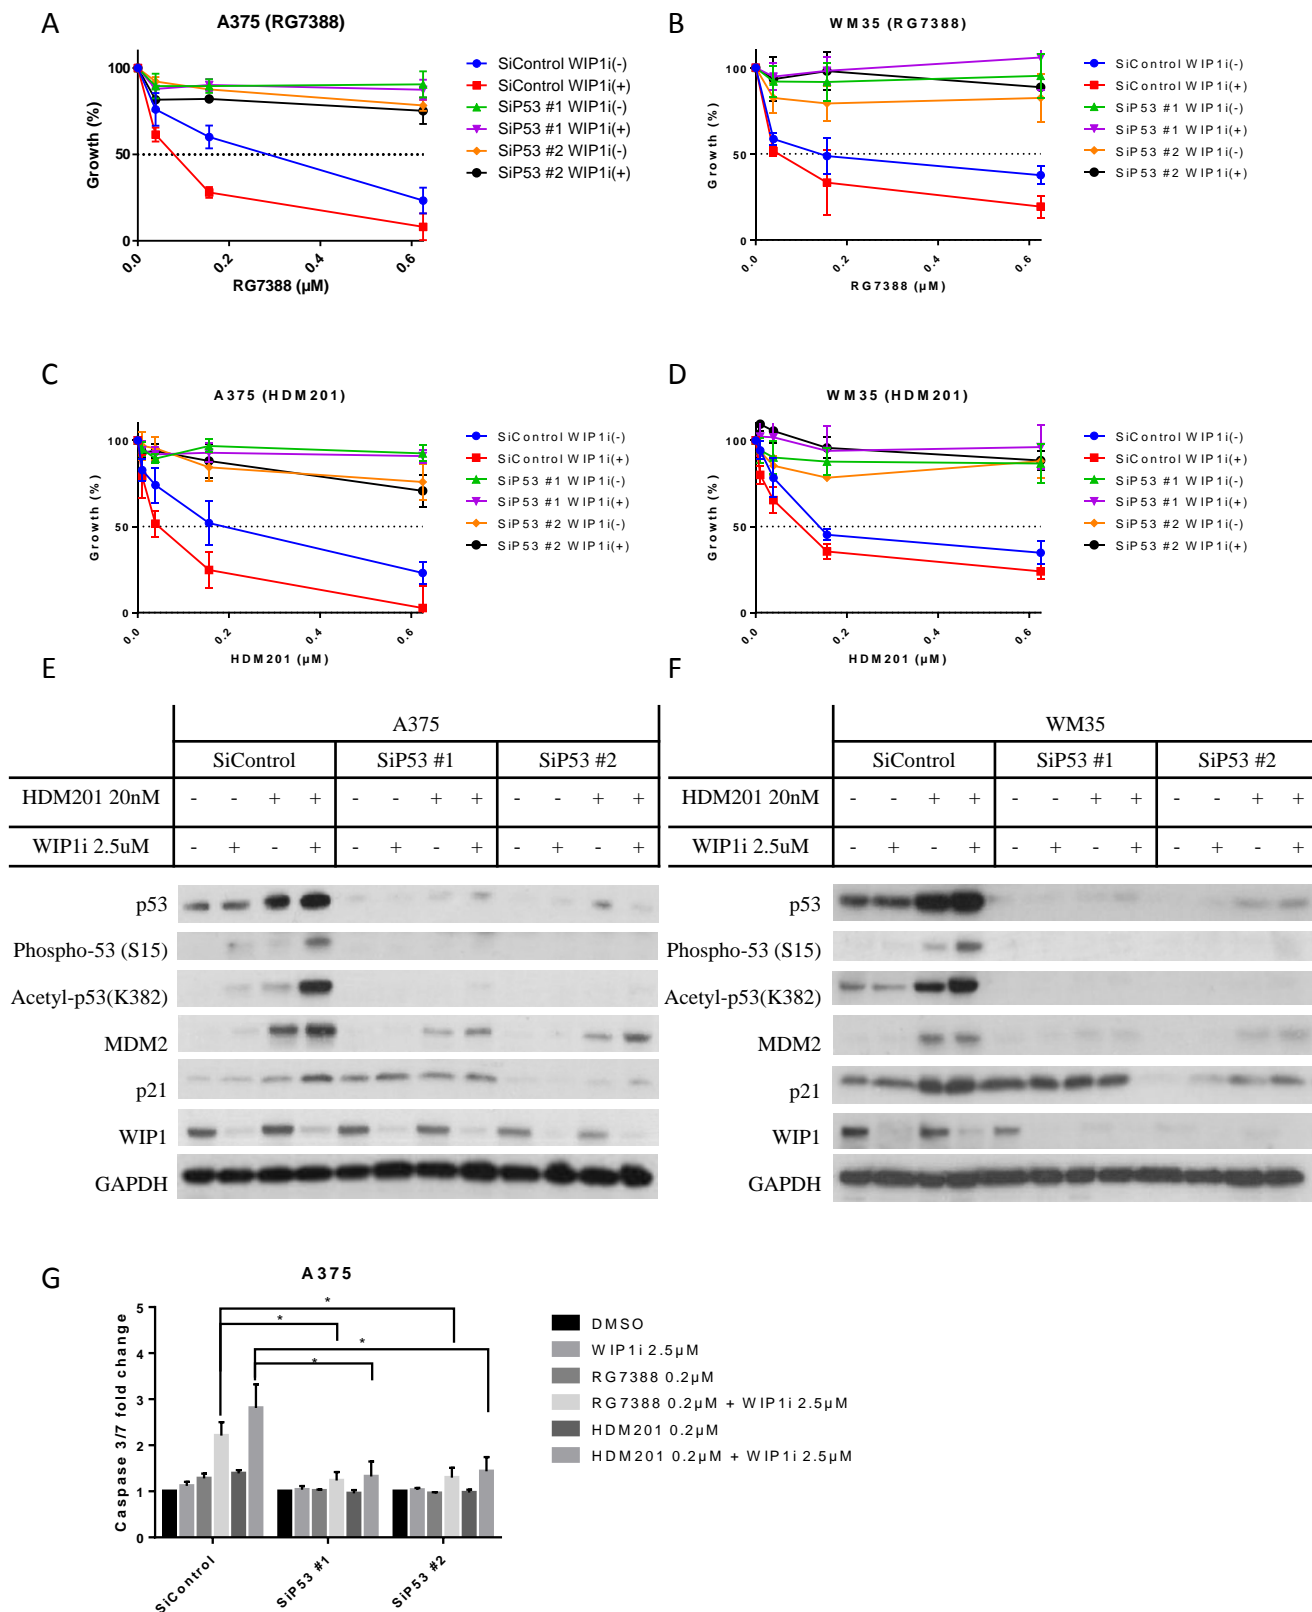 A
A375 (RG7388)
Growth (%)
100
50
0
0.0
0.2
0.4
0.6
RG7388 (µM)
SiControl WIP1i(-)
SiControl WIP1i(+)
SiP53 #1 WIP1i(-)
SiP53 #1 WIP1i(+)
SiP53 #2 WIP1i(-)
SiP53 #2 WIP1i(+)
B
WM35 (RG7388)
Growth (%)
100
50
0
0.0
0.2
0.4
0.6
RG7388 (µM)
SiControl WIP1i(-)
SiControl WIP1i(+)
SiP53 #1 WIP1i(-)
SiP53 #1 WIP1i(+)
SiP53 #2 WIP1i(-)
SiP53 #2 WIP1i(+)
C
A375 (HDM201)
Growth (%)
100
50
0
0.0
0.2
0.4
0.6
HDM201 (µM)
SiControl WIP1i(-)
SiControl WIP1i(+)
SiP53 #1 WIP1i(-)
SiP53 #1 WIP1i(+)
SiP53 #2 WIP1i(-)
SiP53 #2 WIP1i(+)
D
WM35 (HDM201)
Growth (%)
100
50
0
0.0
0.2
0.4
0.6
HDM201 (µM)
SiControl WIP1i(-)
SiControl WIP1i(+)
SiP53 #1 WIP1i(-)
SiP53 #1 WIP1i(+)
SiP53 #2 WIP1i(-)
SiP53 #2 WIP1i(+)
E
A375
SiControl SiP53 #1 SiP53 #2
HDM201 20nM - - + + - - + + - - + +
WIP1i 2.5uM - + - + - + - + - + - +
p53
Phospho-53 (S15)
Acetyl-p53(K382)
MDM2
p21
WIP1
GAPDH
F
WM35
SiControl SiP53 #1 SiP53 #2
HDM201 20nM - - + + - - + + - - + +
WIP1i 2.5uM - + - + - + - + - + - +
p53
Phospho-53 (S15)
Acetyl-p53(K382)
MDM2
p21
WIP1
GAPDH
G
A375
Caspase 3/7 fold change
5
4
3
2
1
0
*
*
*
*
SiControl
SiP53 #1
SiP53 #2
DMSO
WIP1i 2.5µM
RG7388 0.2µM
RG7388 0.2µM + WIP1i 2.5µM
HDM201 0.2µM
HDM201 0.2µM + WIP1i 2.5µM